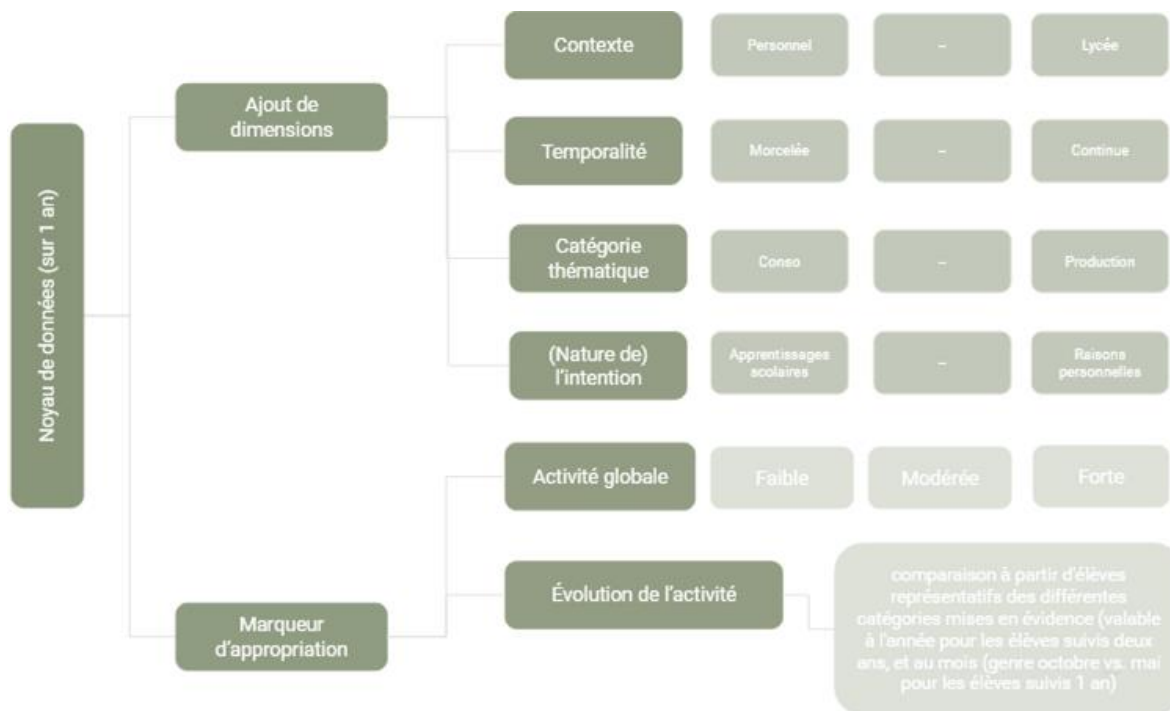 Noyau de données (sur 1 an)
Ajout de
dimensions
Contexte
Personnel
–
Lycée
Temporalité
Morcelée
–
Continue
Catégorie
thématique
Conso
–
Production
(Nature de)
l'intention
Apprentissages
scolaires
–
Raisons
personnelles
Marqueur
d'appropriation
Activité globale
Faible
Modérée
Forte
Évolution de l'activité
comparaison à partir d'élèves
représentatifs des différentes
catégories mises en évidence (valable
à l'année pour les élèves suivis deux
ans, et au mois (genre octobre vs. mai
pour les élèves suivis 1 an)